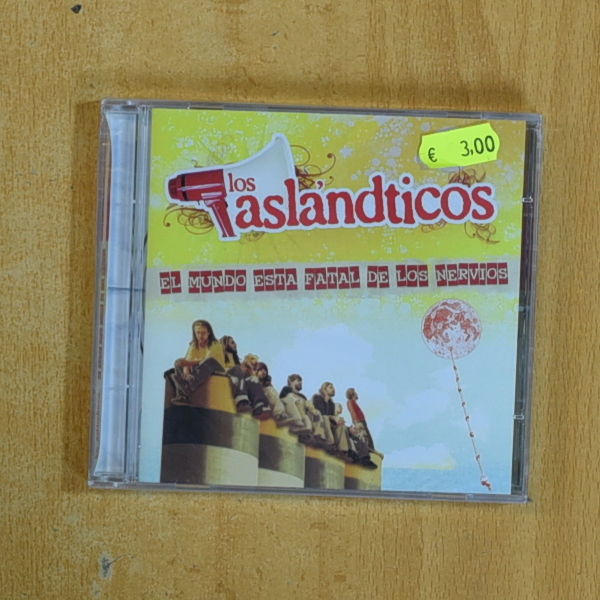 € 3,00
los
aslándticos
EL MUNDO ESTA FATAL DE LOS NERVIOS